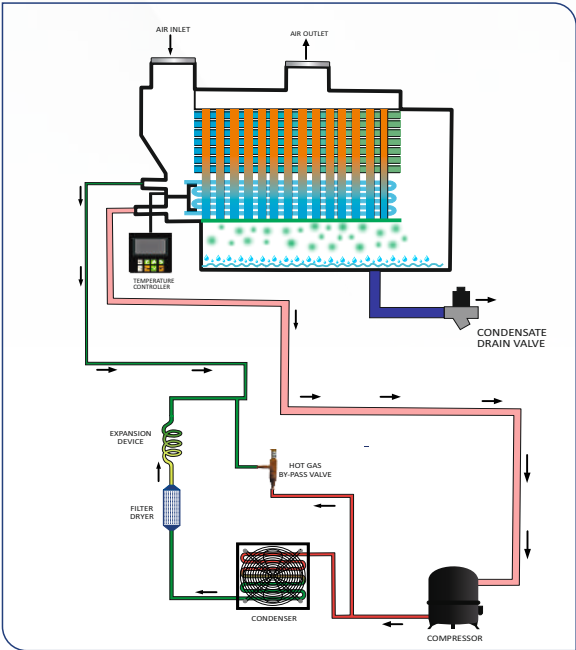 AIR INLET
AIR OUTLET
TEMPERATURE
CONTROLLER
CONDENSATE
DRAIN VALVE
EXPANSION
DEVICE
HOT GAS
BY-PASS VALVE
FILTER
DRYER
CONDENSER
COMPRESSOR